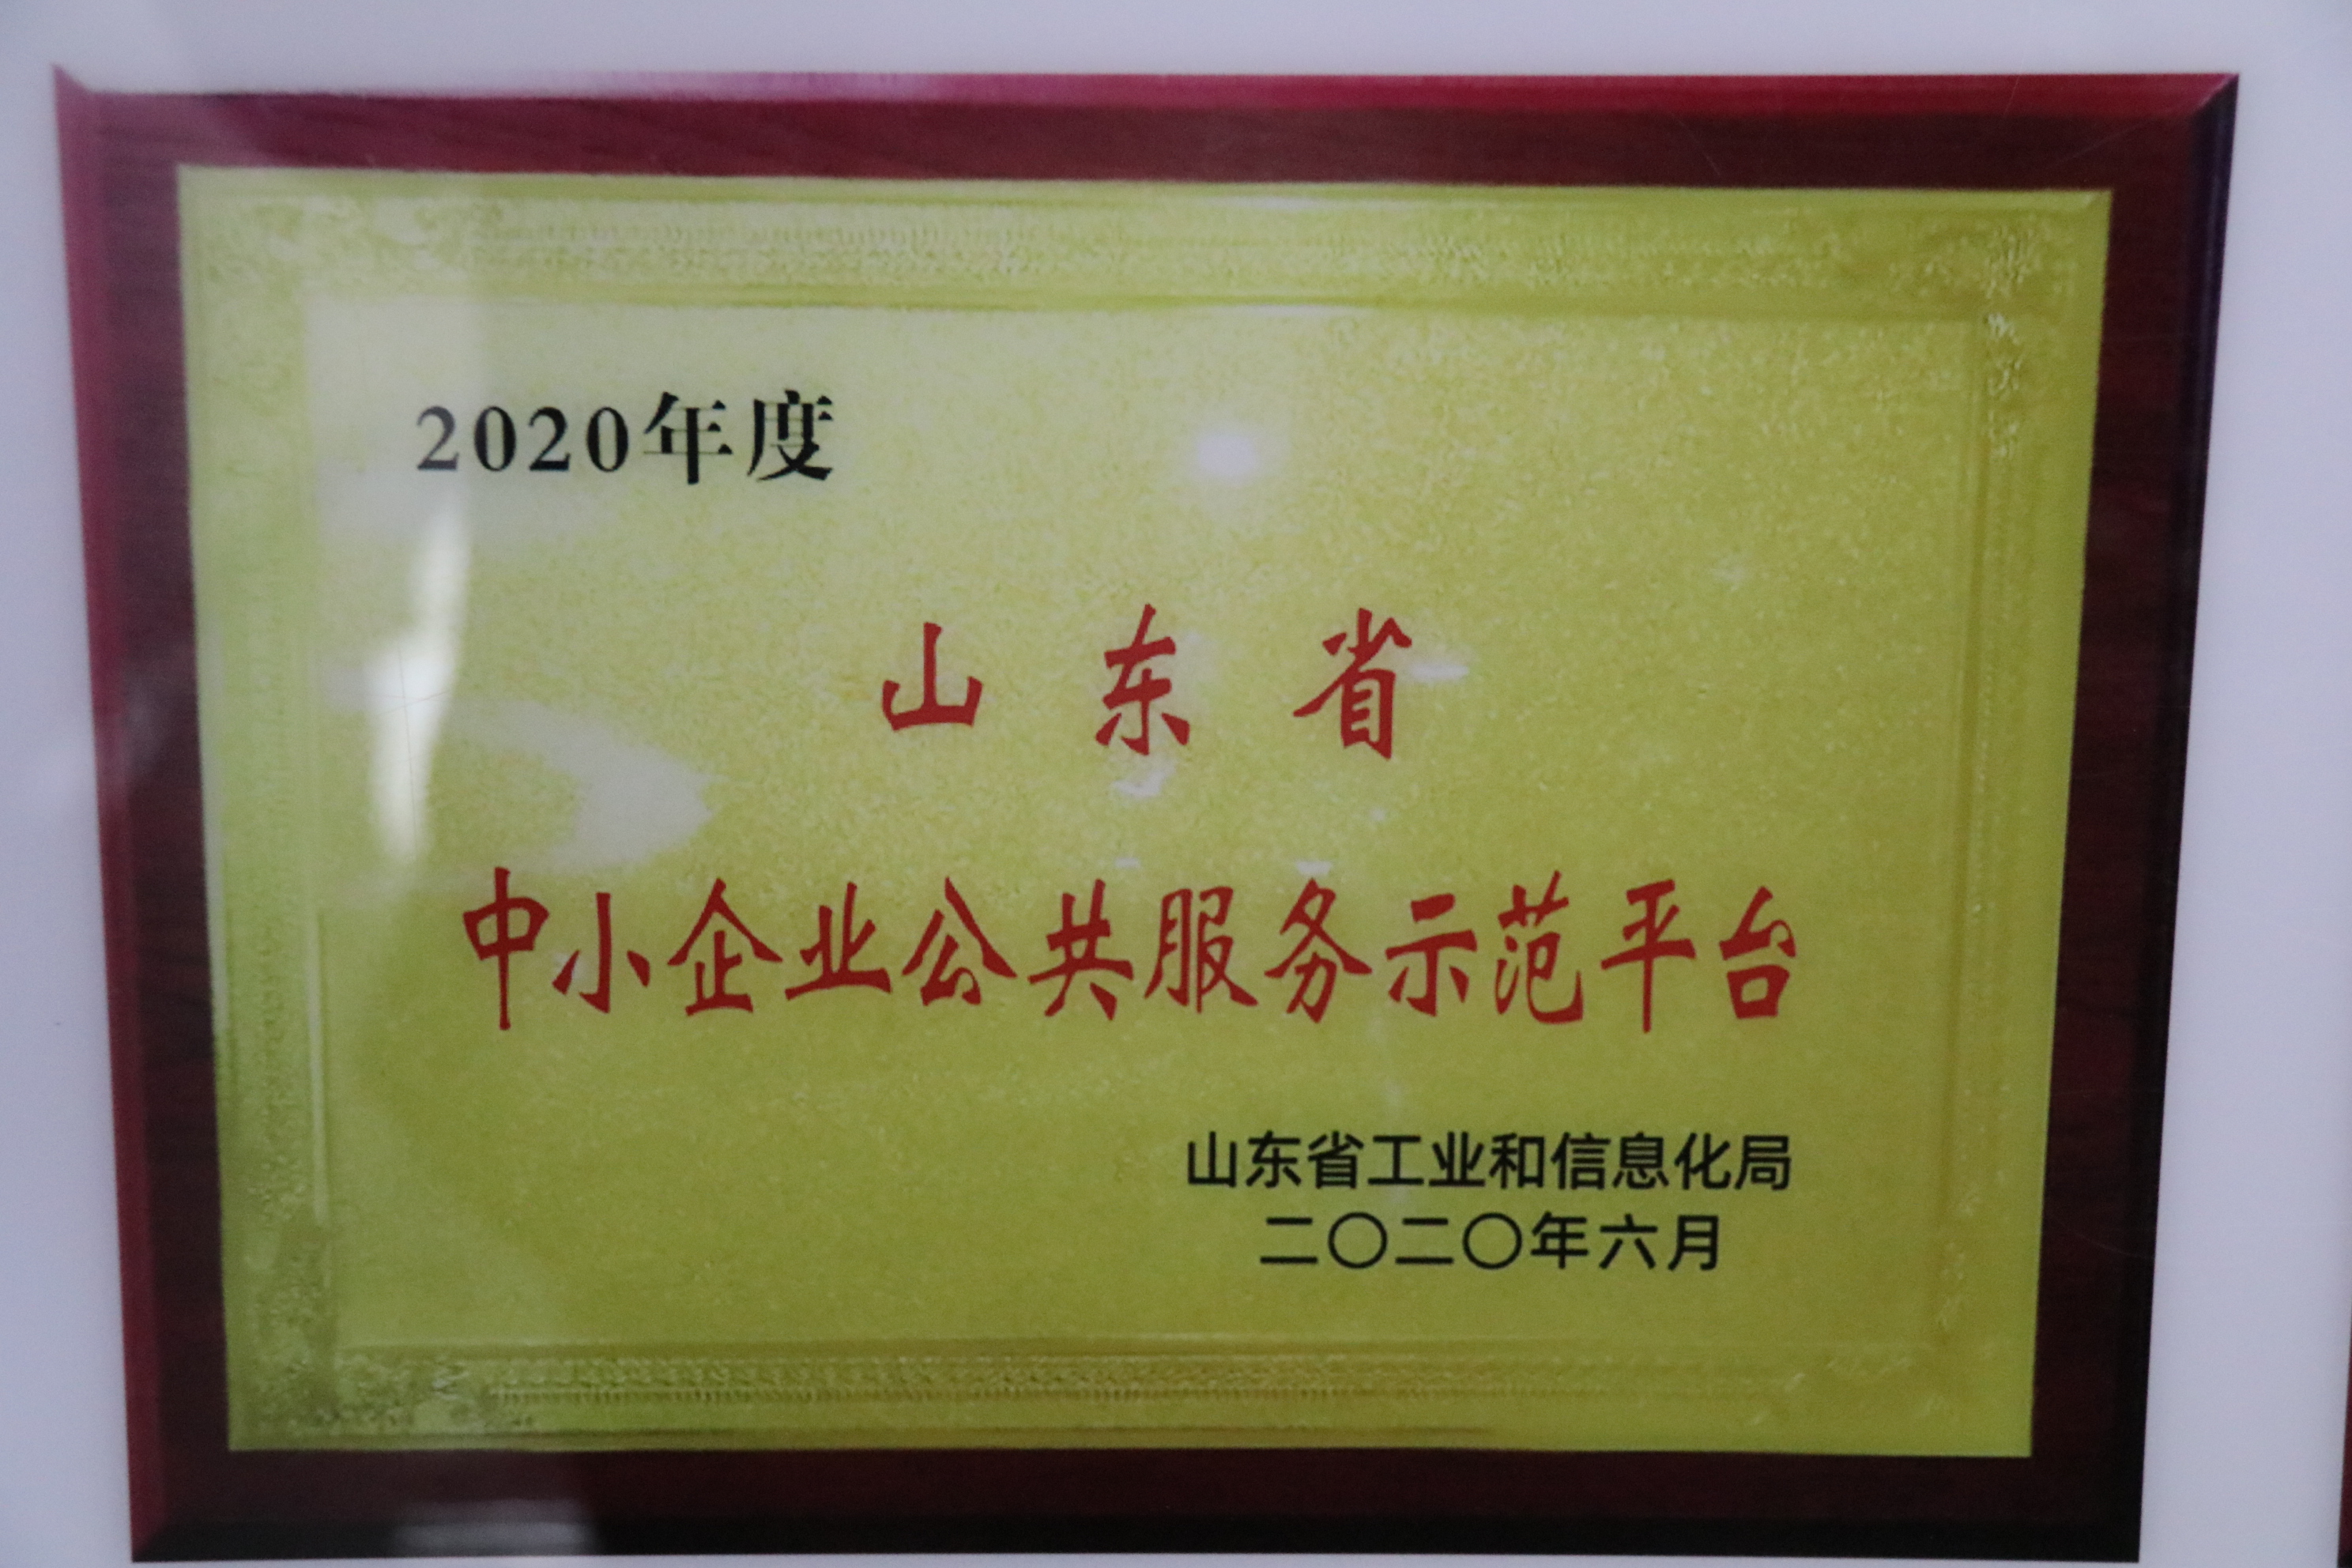 2020年度
山东省
中小企业公共服务示范平台
山东省工业和信息化局
二〇二〇年六月